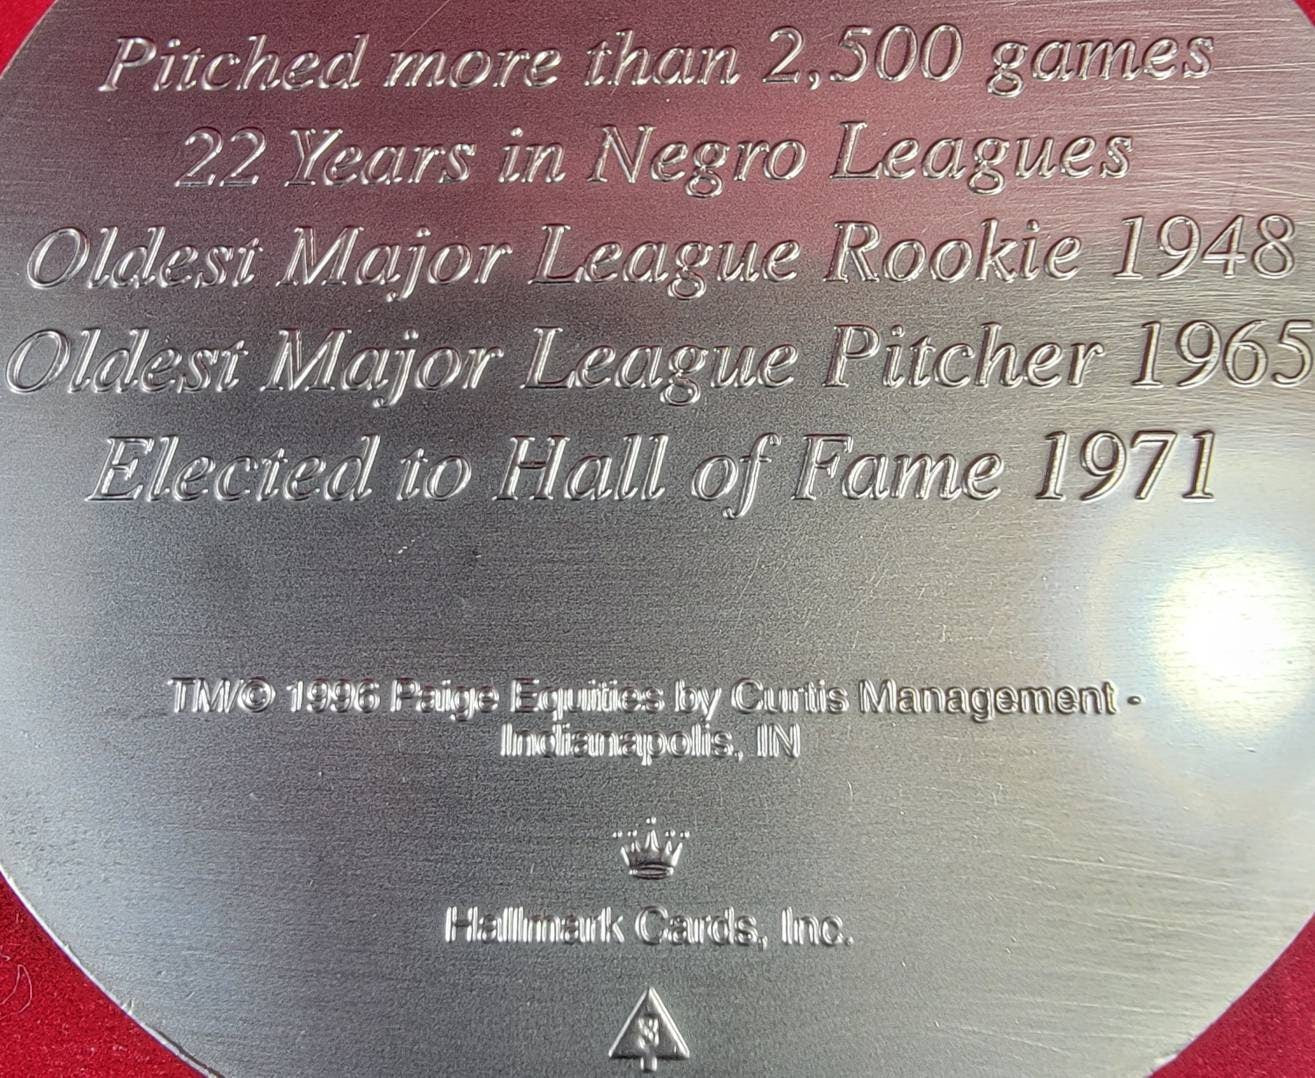 Pitched more than 2,500 games
22 Years in Negro Leagues
Oldest Major League Rookie 1948
Oldest Major League Pitcher 1965
Elected to Hall of Fame 1971
TM/© 1996 Paige Equities by Curtis Management -
Indianapolis, IN
Hallmark Cards, Inc.